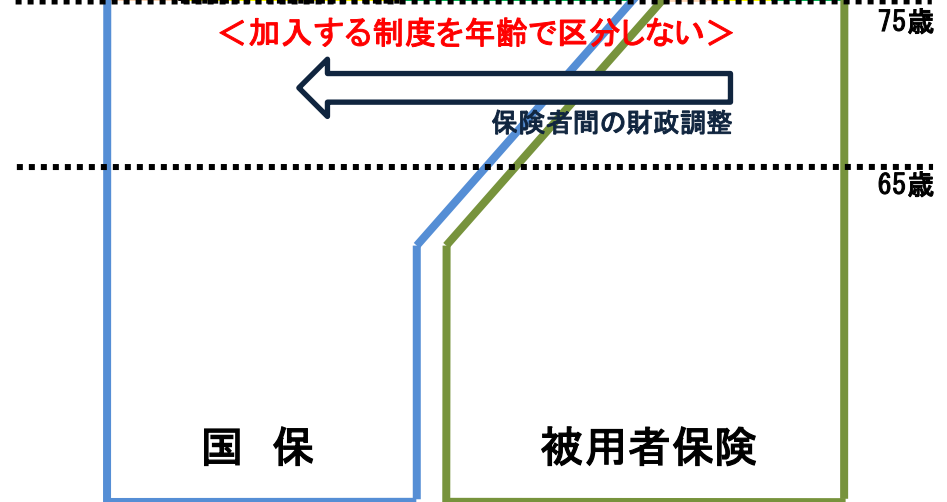 75歳
＜加入する制度を年齢で区分しない＞
保険者間の財政調整
65歳
国　保
被用者保険